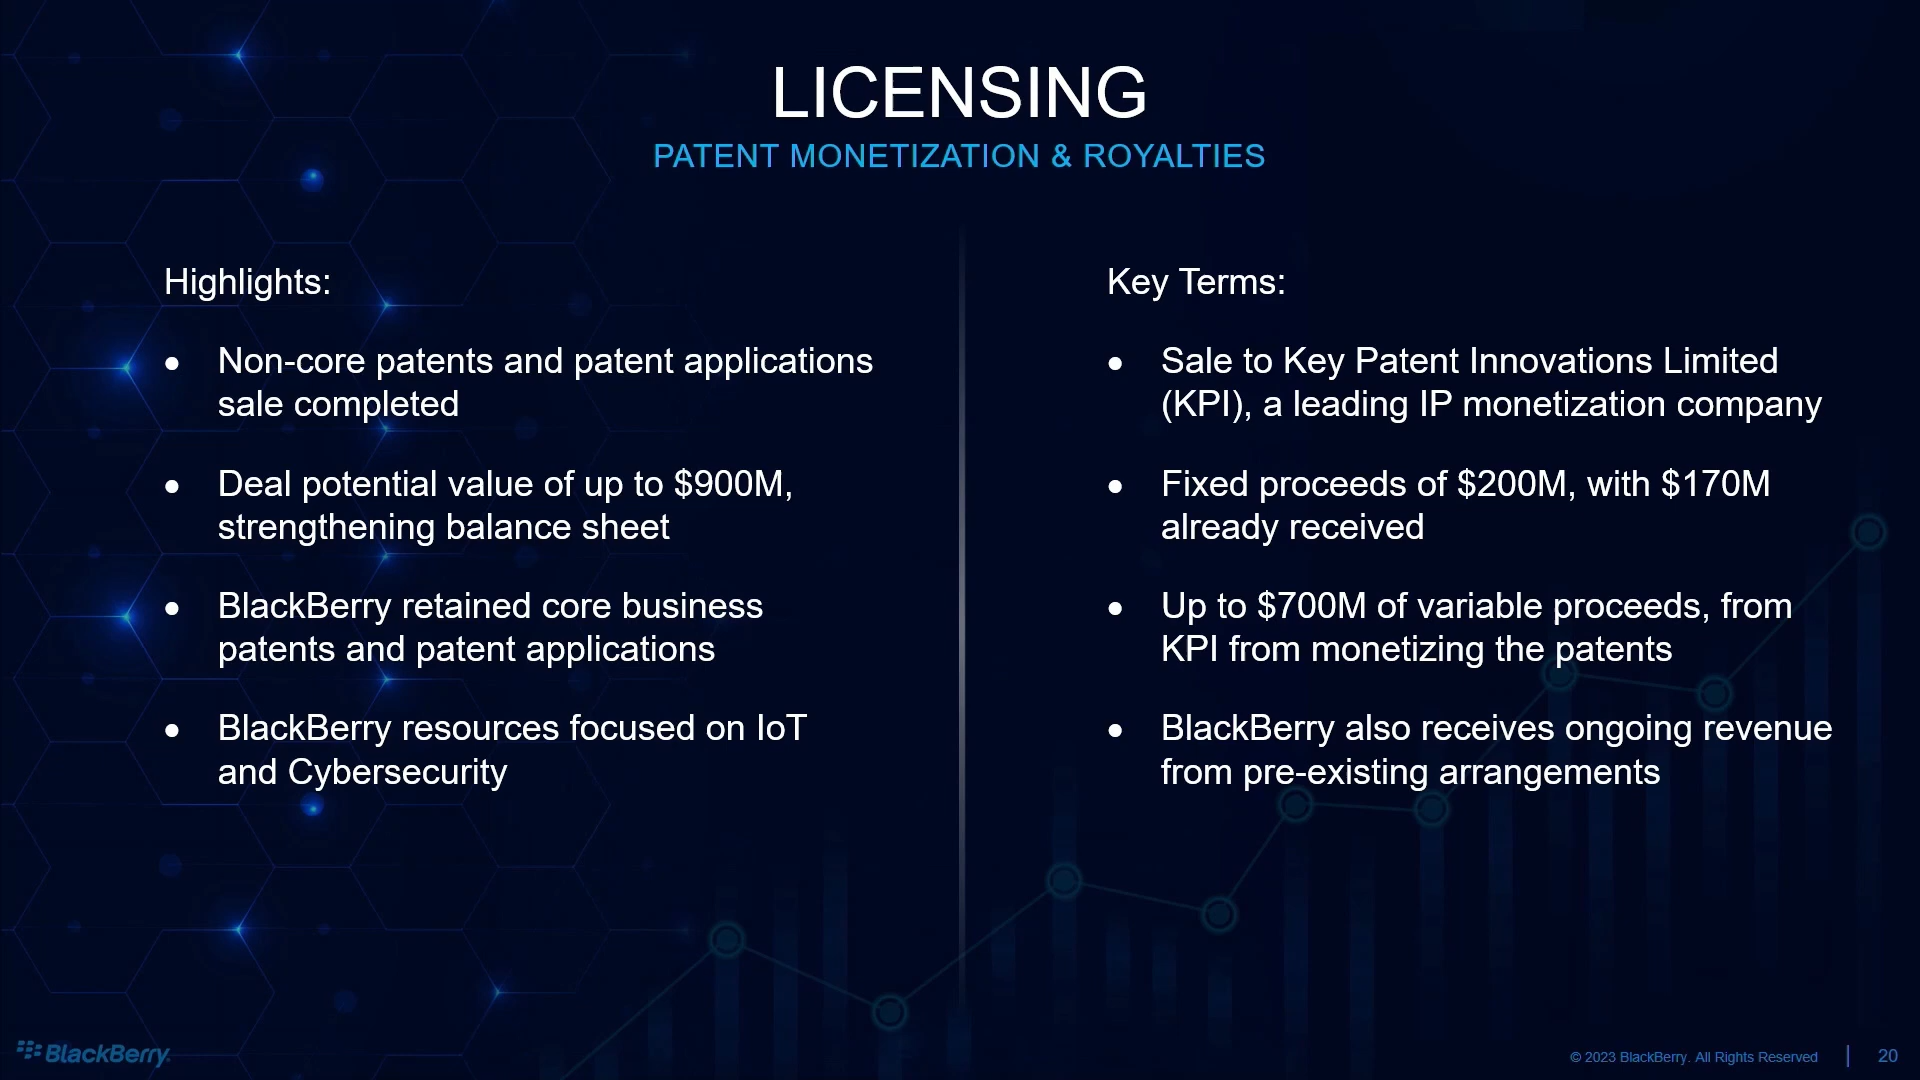 LICENSING
PATENT MONETIZATION & ROYALTIES
Highlights:
• Non-core patents and patent applications
sale completed
• Deal potential value of up to $900M,
strengthening balance sheet
• BlackBerry retained core business
patents and patent applications
• BlackBerry resources focused on IoT
and Cybersecurity
Key Terms:
• Sale to Key Patent Innovations Limited
(KPI), a leading IP monetization company
• Fixed proceeds of $200M, with $170M
already received
• Up to $700M of variable proceeds, from
KPI from monetizing the patents
• BlackBerry also receives ongoing revenue
from pre-existing arrangements
BlackBerry.
© 2023 BlackBerry. All Rights Reserved | 20